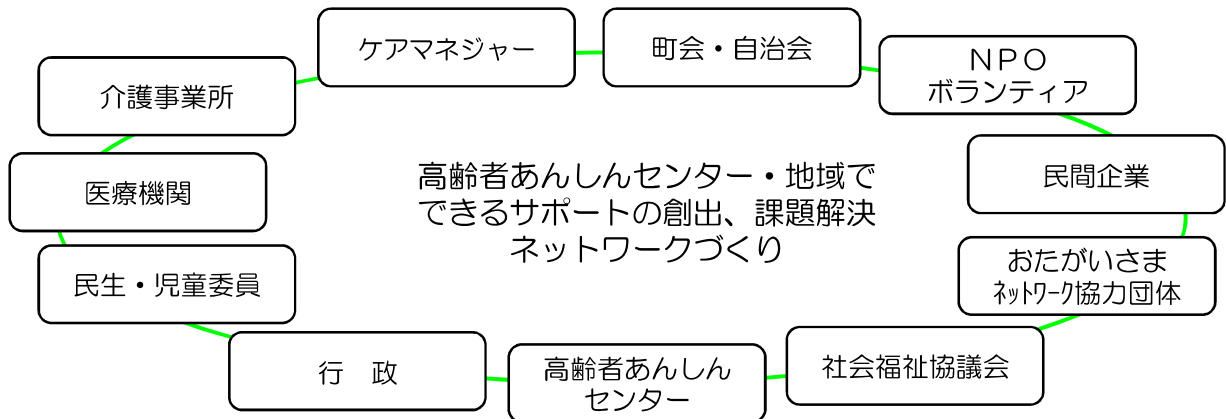 ケアマネジャー
町会・自治会
ＮＰＯ
ボランティア
介護事業所
民間企業
医療機関
高齢者あんしんセンター・地域で
できるサポートの創出、課題解決
ネットワークづくり
おたがいさま
ﾈｯﾄﾜｰｸ協力団体
民生・児童委員
社会福祉協議会
行　政
高齢者あんしん
センター